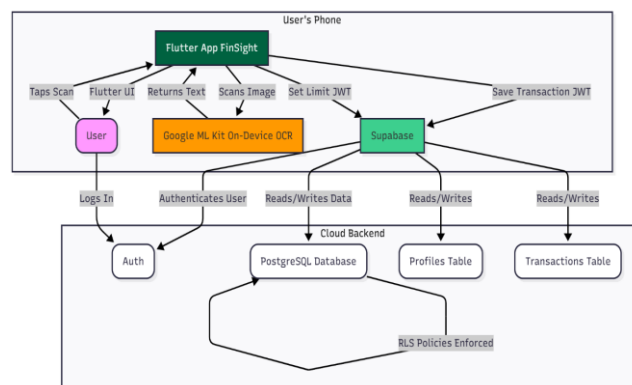 User's Phone
Flutter App FinSight
Taps Scan
Flutter UI
Returns Text
Scans Image
Set Limit JWT
Save Transaction JWT
User
Google ML Kit On-Device OCR
Supabase
Logs In
Authenticates User
Reads/Writes Data
Reads/Writes
Reads/Writes
Cloud Backend
Auth
PostgreSQL Database
Profiles Table
Transactions Table
RLS Policies Enforced